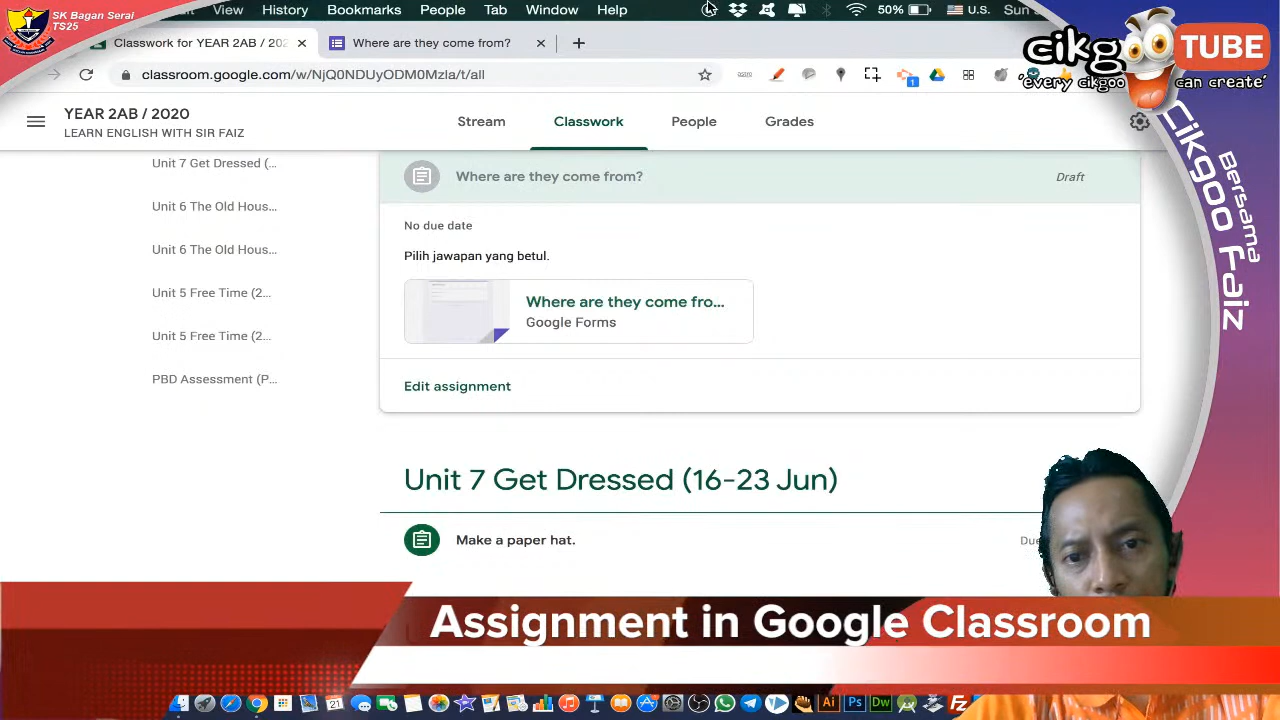 SK Bagan Serai
TS25
View History Bookmarks People Tab Window Help 50% U.S. Sun
Classwork for YEAR 2AB / 202
Where are they come from?
classroom.google.com/w/NjQ0NDUyODM0Mzla/t/all
cikgoo TUBE
'every cikgoo can create'
Bersama
Cikgoo Faiz
YEAR 2AB / 2020
LEARN ENGLISH WITH SIR FAIZ
Stream
Classwork
People
Grades
Unit 7 Get Dressed (...
Unit 6 The Old Hous...
Unit 6 The Old Hous...
Unit 5 Free Time (2...
Unit 5 Free Time (2...
PBD Assessment (P...
Where are they come from?
Draft
No due date
Pilih jawapan yang betul.
Where are they come fro...
Google Forms
Edit assignment
Unit 7 Get Dressed (16-23 Jun)
Make a paper hat.
Due
Assignment in Google Classroom
Ai Ps Dw